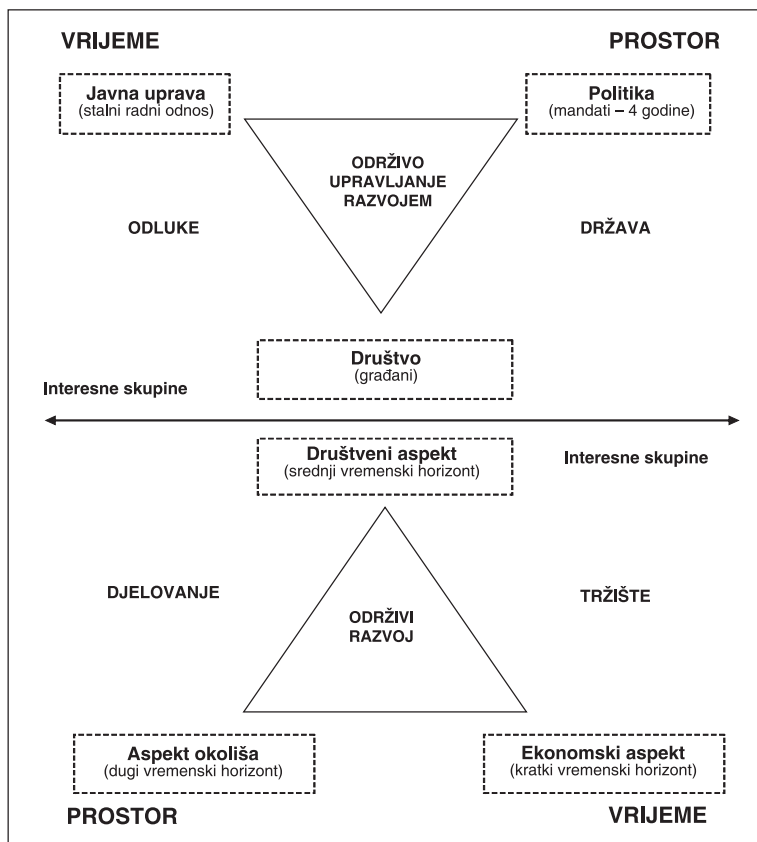 VRIJEME
PROSTOR
Javna uprava
(stalni radni odnos)
Politika
(mandati – 4 godine)
ODRŽIVO
UPRAVLJANJE
RAZVOJEM
ODLUKE
DRŽAVA
Društvo
(građani)
Interesne skupine
Društveni aspekt
(srednji vremenski horizont)
Interesne skupine
DJELOVANJE
TRŽIŠTE
ODRŽIVI
RAZVOJ
Aspekt okoliša
(dugi vremenski horizont)
Ekonomski aspekt
(kratki vremenski horizont)
PROSTOR
VRIJEME